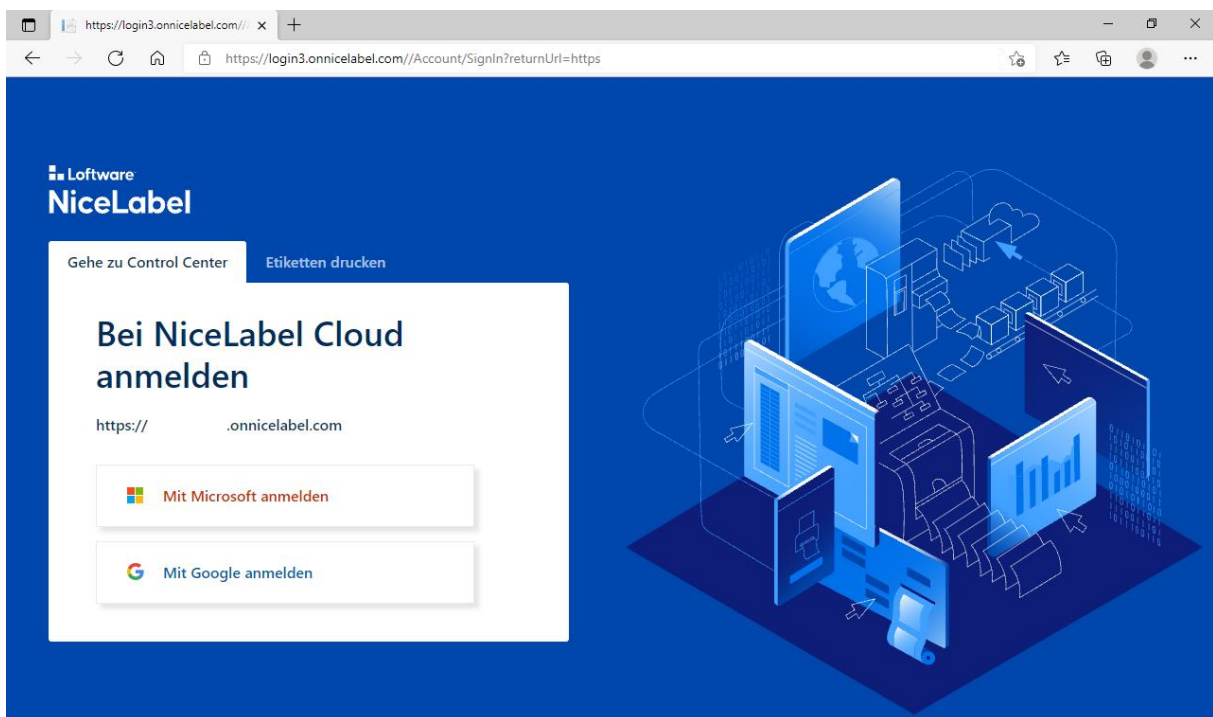 https://login3.onnicelabel.com//
https://login3.onnicelabel.com//Account/SignIn?returnUrl=https
Loftware
NiceLabel
Gehe zu Control Center
Etiketten drucken
Bei NiceLabel Cloud
anmelden
https:// .onnicelabel.com
Mit Microsoft anmelden
Mit Google anmelden